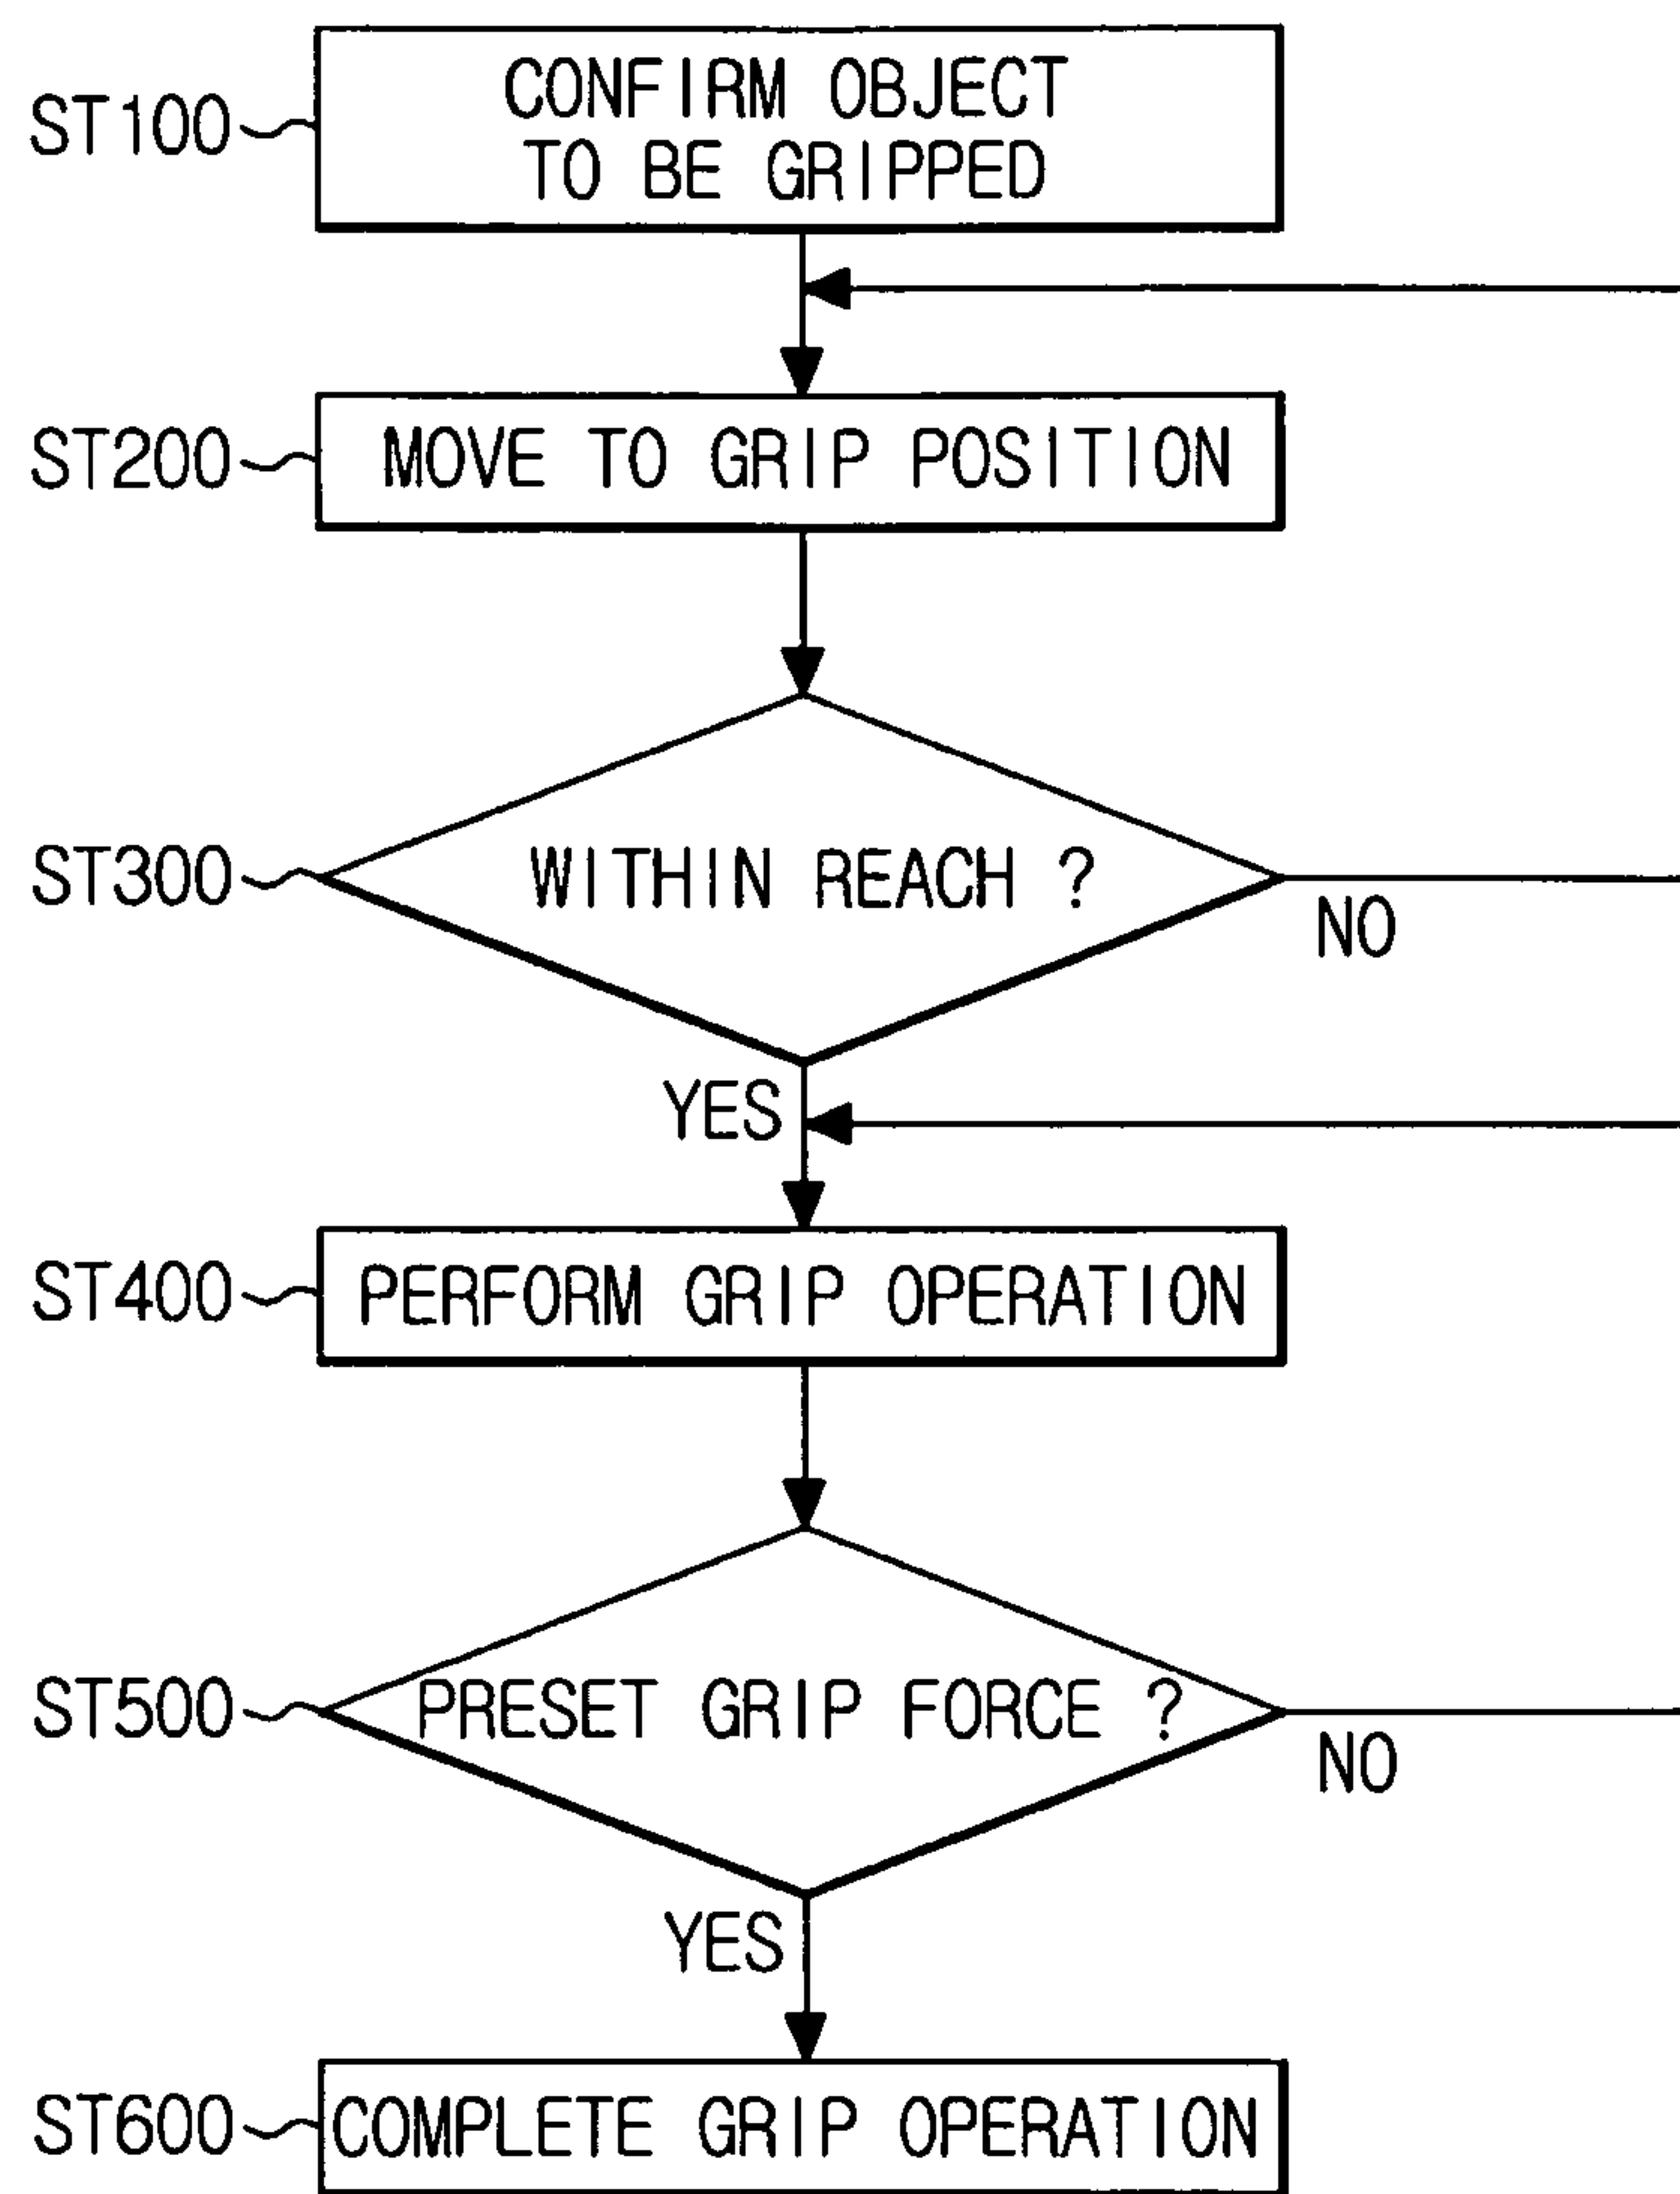 ST100
CONFIRM OBJECT
TO BE GRIPPED
ST200
MOVE TO GRIP POSITION
ST300
WITHIN REACH ?
NO
YES
ST400
PERFORM GRIP OPERATION
ST500
PRESET GRIP FORCE ?
NO
YES
ST600
COMPLETE GRIP OPERATION